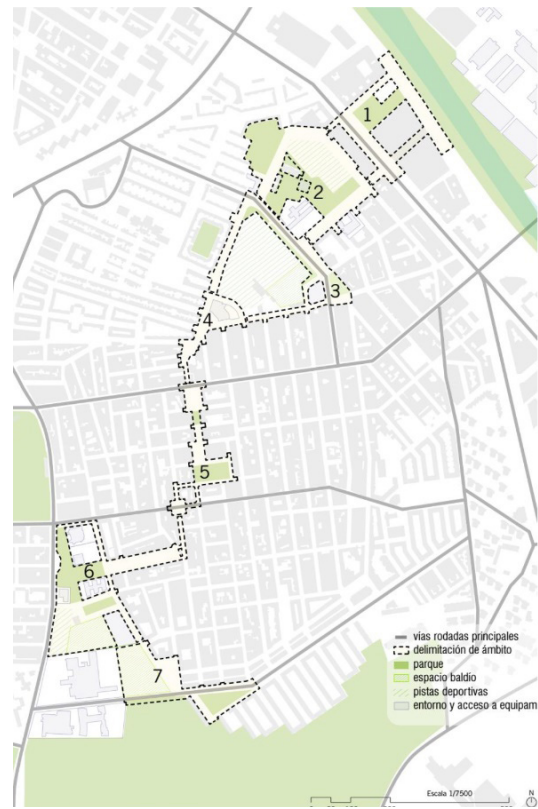 1
2
3
4
5
6
7
vías rodadas principales
delimitación de ámbito
parque
espacio baldío
pistas deportivas
entorno y acceso a equipam
Escala 1/7500
N